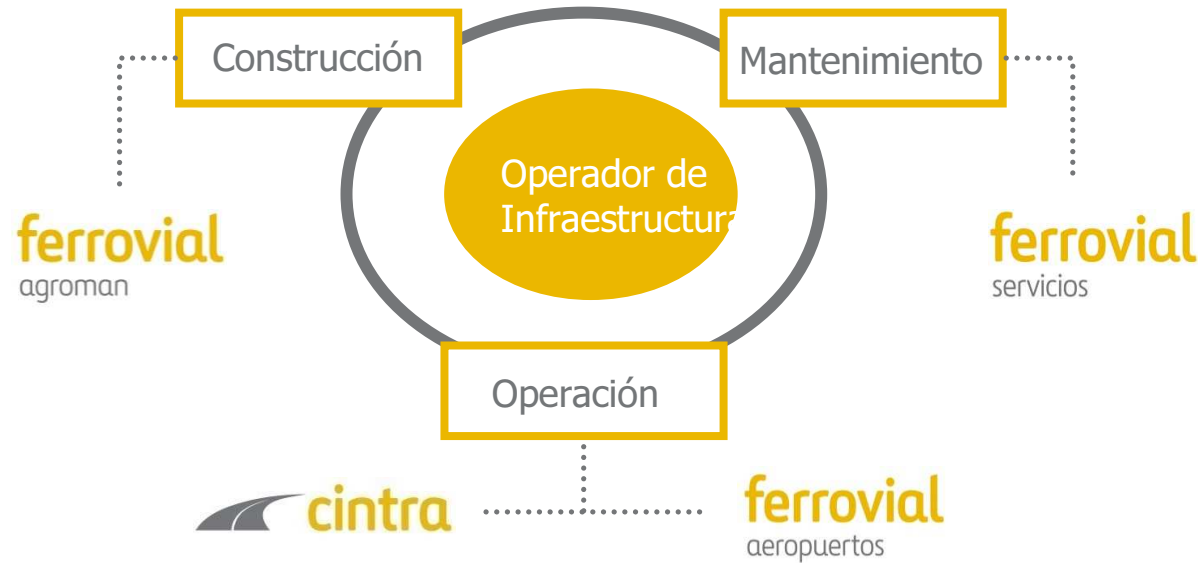 Construcción
Mantenimiento
Operador de
Infraestructura
ferrovial
agroman
ferrovial
servicios
Operación
cintra
ferrovial
aeropuertos